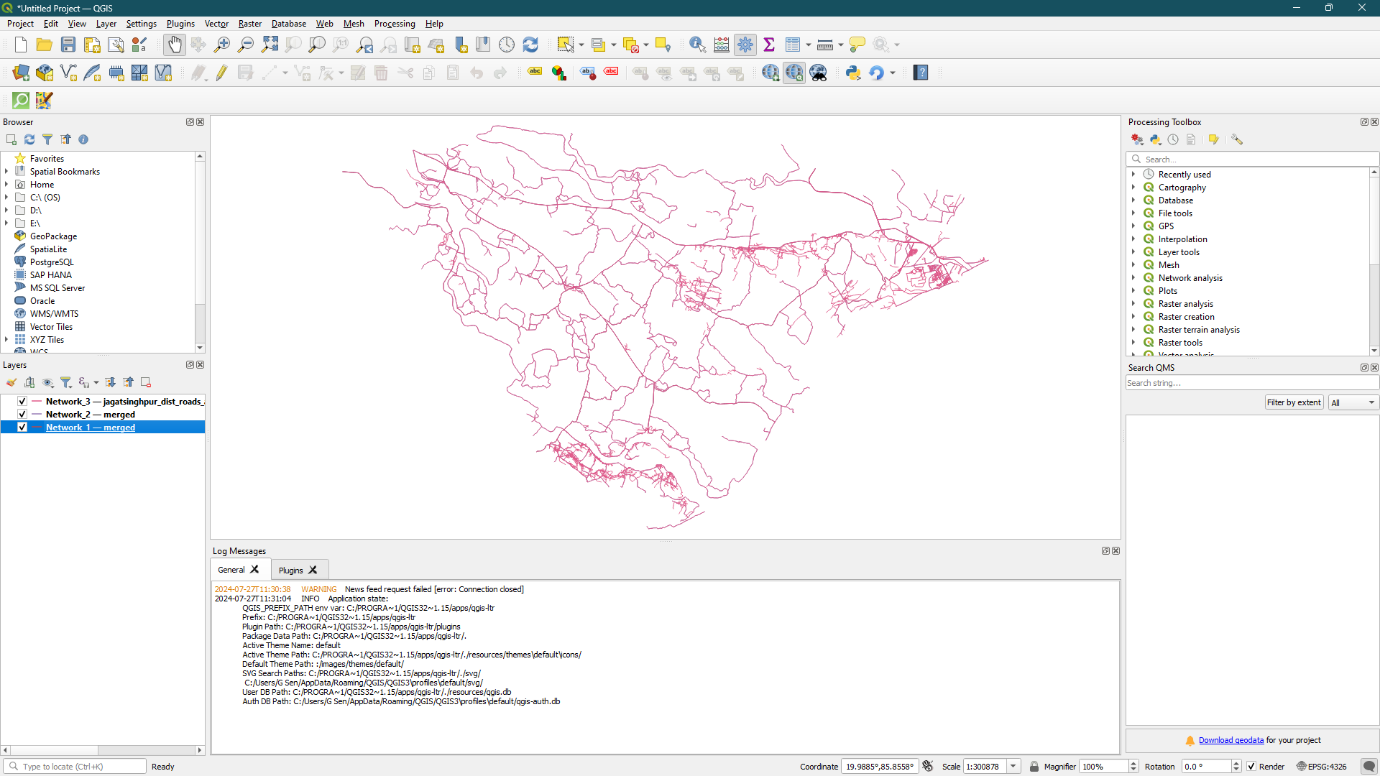 *Untitled Project — QGIS
Project Edit View Layer Settings Plugins Vector Raster Database Web Mesh Processing Help
Browser
Favorites
Spatial Bookmarks
Home
C:\ (OS)
D:\
E:\
GeoPackage
SpatiaLite
PostgreSQL
SAP HANA
MS SQL Server
Oracle
WMS/WMTS
Vector Tiles
XYZ Tiles
WCS
Layers
Network_3 — jagatsinghpur_dist_roads_
Network_2 — merged
Network_1 — merged
Log Messages
General
Plugins
2024-07-27T11:30:38 WARNING News feed request failed [error: Connection closed]
2024-07-27T11:31:04 INFO Application state:
QGIS_PREFIX_PATH env var: C:/PROGRA~1/QGIS32~1.15/apps/qgis-ltr
Prefix: C:/PROGRA~1/QGIS32~1.15/apps/qgis-ltr
Plugin Path: C:/PROGRA~1/QGIS32~1.15/apps/qgis-ltr/plugins
Package Data Path: C:/PROGRA~1/QGIS32~1.15/apps/qgis-ltr/.
Active Theme Name: default
Active Theme Path: C:/PROGRA~1/QGIS32~1.15/apps/qgis-ltr/./resources/themes\default\icons/
Default Theme Path: :/images/themes/default/
SVG Search Paths: C:/PROGRA~1/QGIS32~1.15/apps/qgis-ltr/./svg/
C:/Users/G Sen/AppData/Roaming/QGIS/QGIS3\profiles\default/svg/
User DB Path: C:/PROGRA~1/QGIS32~1.15/apps/qgis-ltr/./resources/qgis.db
Auth DB Path: C:/Users/G Sen/AppData/Roaming/QGIS/QGIS3\profiles\default/qgis-auth.db
Processing Toolbox
Search...
Recently used
Cartography
Database
File tools
GPS
Interpolation
Layer tools
Mesh
Network analysis
Plots
Raster analysis
Raster creation
Raster terrain analysis
Raster tools
Vector analysis
Search QMS
Search string...
Filter by extent
All
Download geodata for your project
Type to locate (Ctrl+K)
Ready
Coordinate 19.9885°,85.8558°
Scale 1:300878
Magnifier 100%
Rotation 0.0 °
Render
EPSG:4326